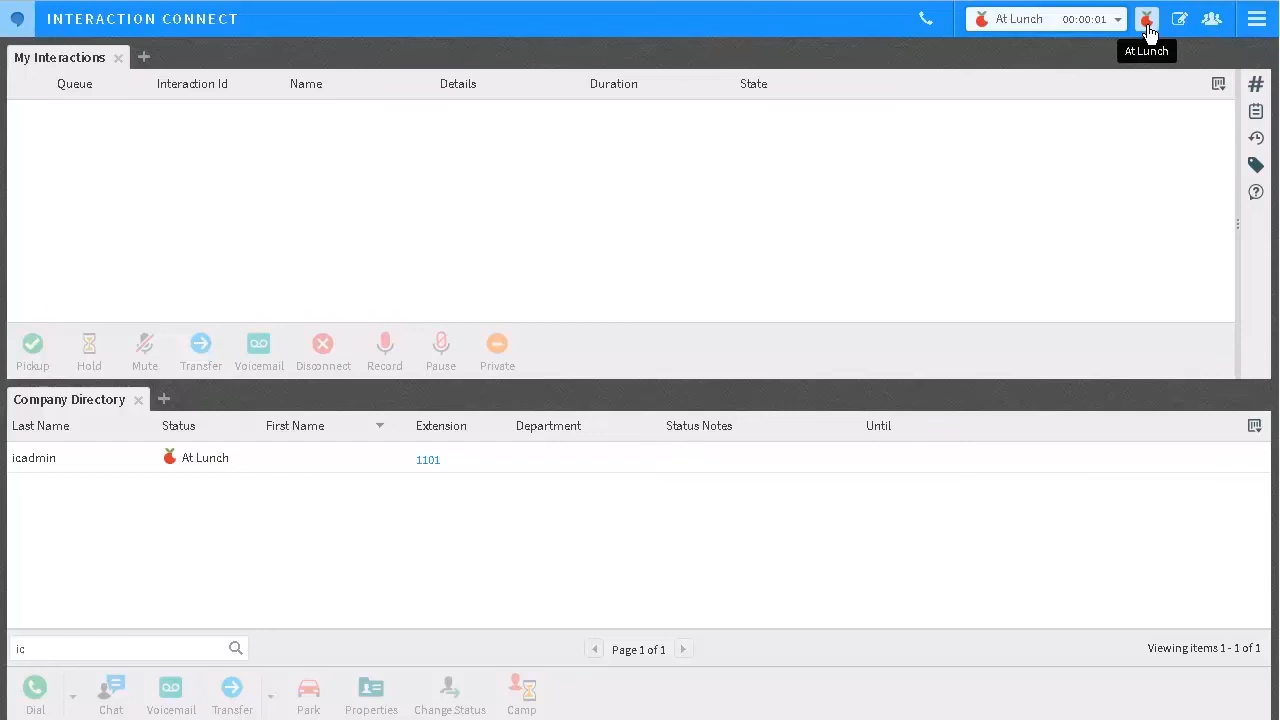 INTERACTION CONNECT
At Lunch 00:00:01
At Lunch
My Interactions
Queue Interaction Id Name Details Duration State
Pickup Hold Mute Transfer Voicemail Disconnect Record Pause Private
Company Directory
Last Name Status First Name Extension Department Status Notes Until
icadmin At Lunch 1101
ic Page 1 of 1 Viewing items 1 - 1 of 1
Dial Chat Voicemail Transfer Park Properties Change Status Camp